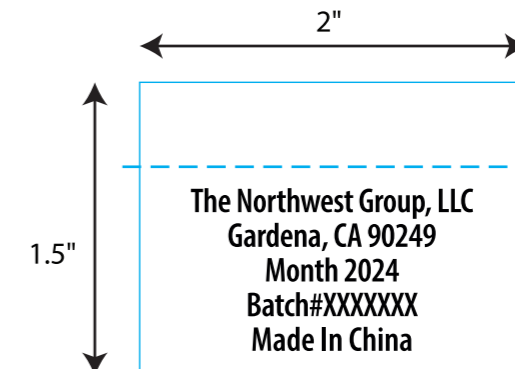 2"
1.5"
The Northwest Group, LLC
Gardena, CA 90249
Month 2024
Batch#XXXXXXX
Made In China